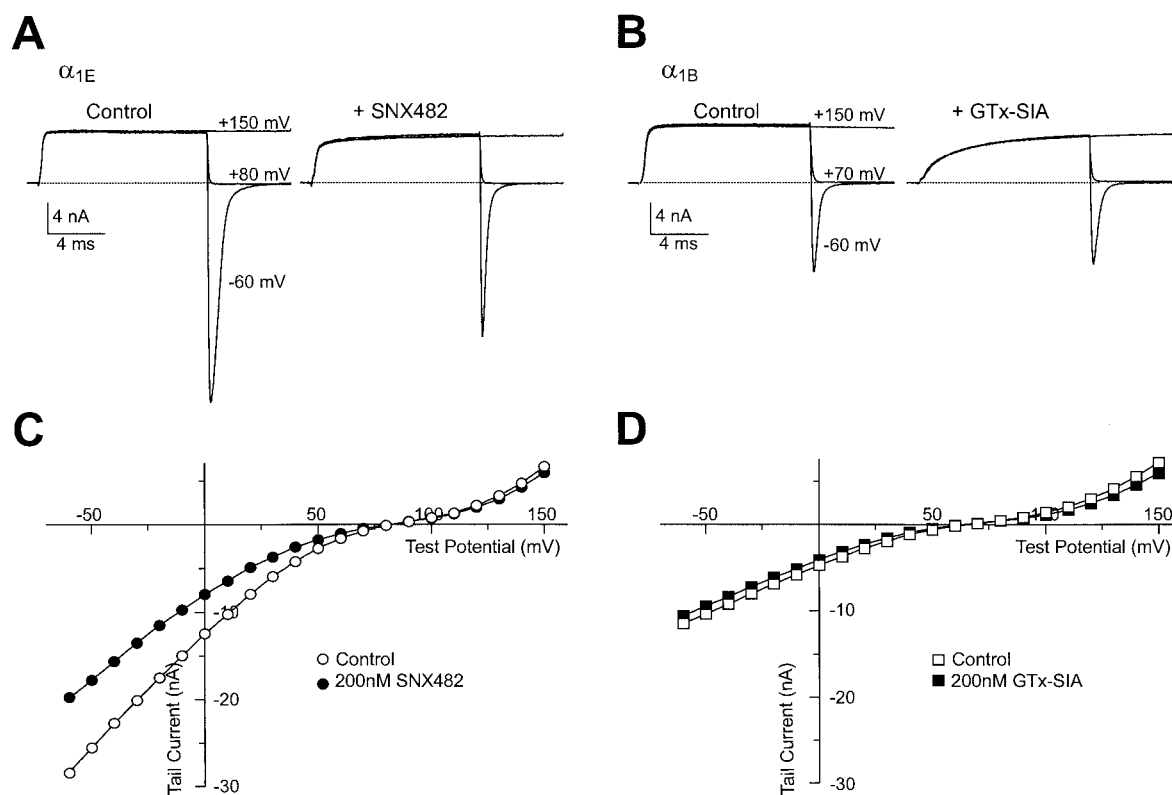 A
α1E
Control
+150 mV
+80 mV
-60 mV
4 nA
4 ms
+ SNX482
B
α1B
Control
+150 mV
+70 mV
-60 mV
4 nA
4 ms
+ GTx-SIA
C
-50
50
150
Test Potential (mV)
-10
-20
-30
Tail Current (nA)
Control
200nM SNX482
D
-50
50
150
Test Potential (mV)
-10
-20
-30
Tail Current (nA)
Control
200nM GTx-SIA